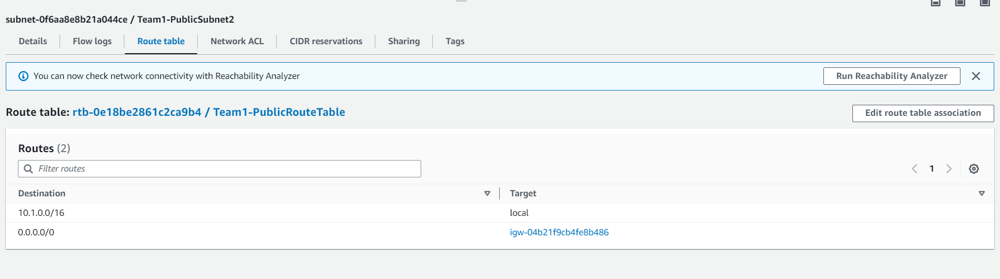 subnet-0f6aa8e8b21a044ce / Team1-PublicSubnet2
Details Flow logs Route table Network ACL CIDR reservations Sharing Tags
You can now check network connectivity with Reachability Analyzer Run Reachability Analyzer
Route table: rtb-0e18be2861c2ca9b4 / Team1-PublicRouteTable Edit route table association
Routes (2)
Filter routes 1
Destination Target
10.1.0.0/16 local
0.0.0.0/0 igw-04b21f9cb4fe8b486